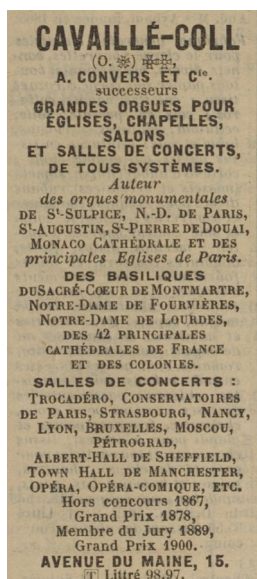 CAVAILLÉ-COLL
(O. ❀) ✠✠,
A. CONVERS ET Cie.
successeurs
GRANDES ORGUES POUR
ÉGLISES, CHAPELLES,
SALONS
ET SALLES DE CONCERTS,
DE TOUS SYSTÈMES.
Auteur
des orgues monumentales
DE St-SULPICE, N.-D. DE PARIS,
St-AUGUSTIN, St-PIERRE DE DOUAI,
MONACO CATHÉDRALE ET DES
principales Eglises de Paris.
DES BASILIQUES
DU SACRÉ-CŒUR DE MONTMARTRE,
NOTRE-DAME DE FOURVIÈRES,
NOTRE-DAME DE LOURDES,
DES 42 PRINCIPALES
CATHÉDRALES DE FRANCE
ET DES COLONIES.
SALLES DE CONCERTS :
TROCADÉRO, CONSERVATOIRES
DE PARIS, STRASBOURG, NANCY,
LYON, BRUXELLES, MOSCOU,
PÉTROGRAD,
ALBERT-HALL DE SHEFFIELD,
TOWN HALL DE MANCHESTER,
OPÉRA, OPÉRA-COMIQUE, ETC.
Hors concours 1867,
Grand Prix 1878,
Membre du Jury 1889,
Grand Prix 1900.
AVENUE DU MAINE, 15.
[T] Littré 98.97.